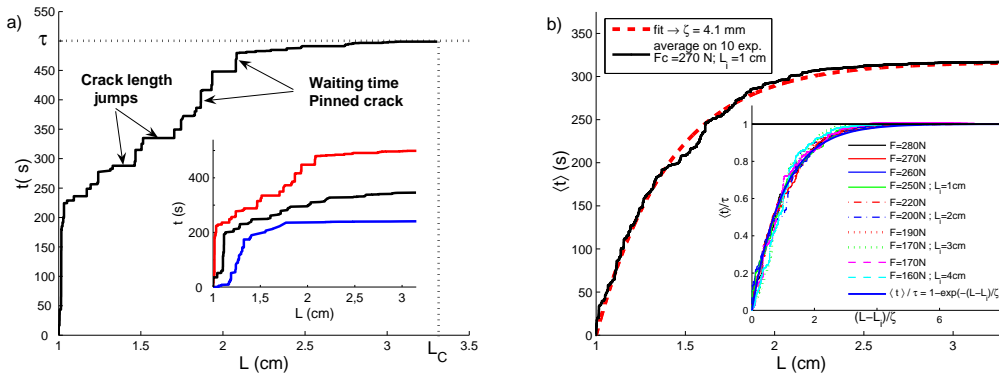 a)
550
τ
450
400
350
300
250
200
150
100
50
0
t( s)
Crack length
jumps
Waiting time
Pinned crack
400
200
0
t (s)
1 1,5 2 2,5 3
L (cm)
1 1.5 2 2.5 3 L_C 3.5
L (cm)
b)
350
300
250
200
150
100
50
0
⟨t⟩ (s)
fit → ζ = 4.1 mm
average on 10 exp.
Fc =270 N; L_i =1 cm
1
0.8
0.6
0.4
0.2
0
⟨t⟩/τ
F=280N
F=270N
F=260N
F=250N ; L_i=1cm
F=220N
F=200N ; L_i=2cm
F=190N
F=170N ; L_i=3cm
F=170N
F=160N ; L_i=4cm
⟨ t ⟩ / τ = 1−exp(−(L−L_i)/ζ
0 2 4 6
(L−L_i)/ζ
1 1.5 2 2.5 3
L (cm)